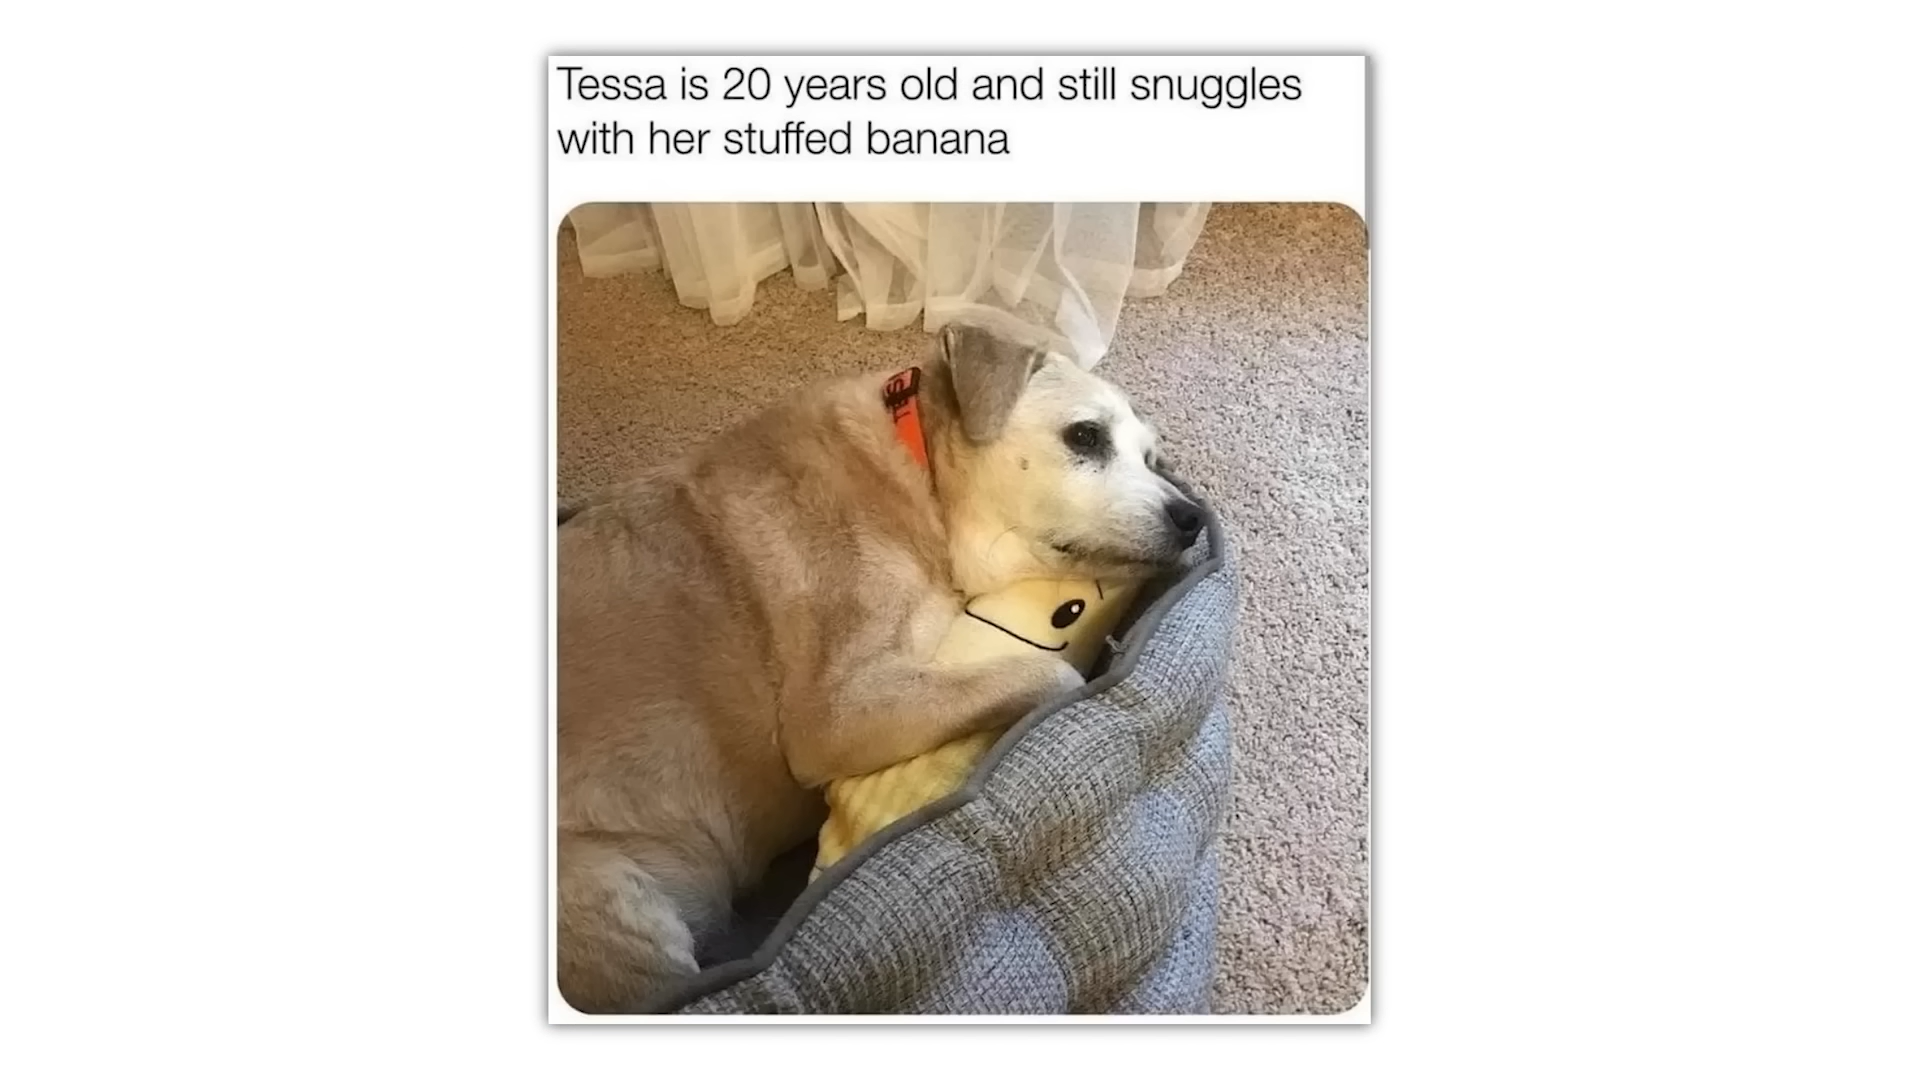 Tessa is 20 years old and still snuggles
with her stuffed banana